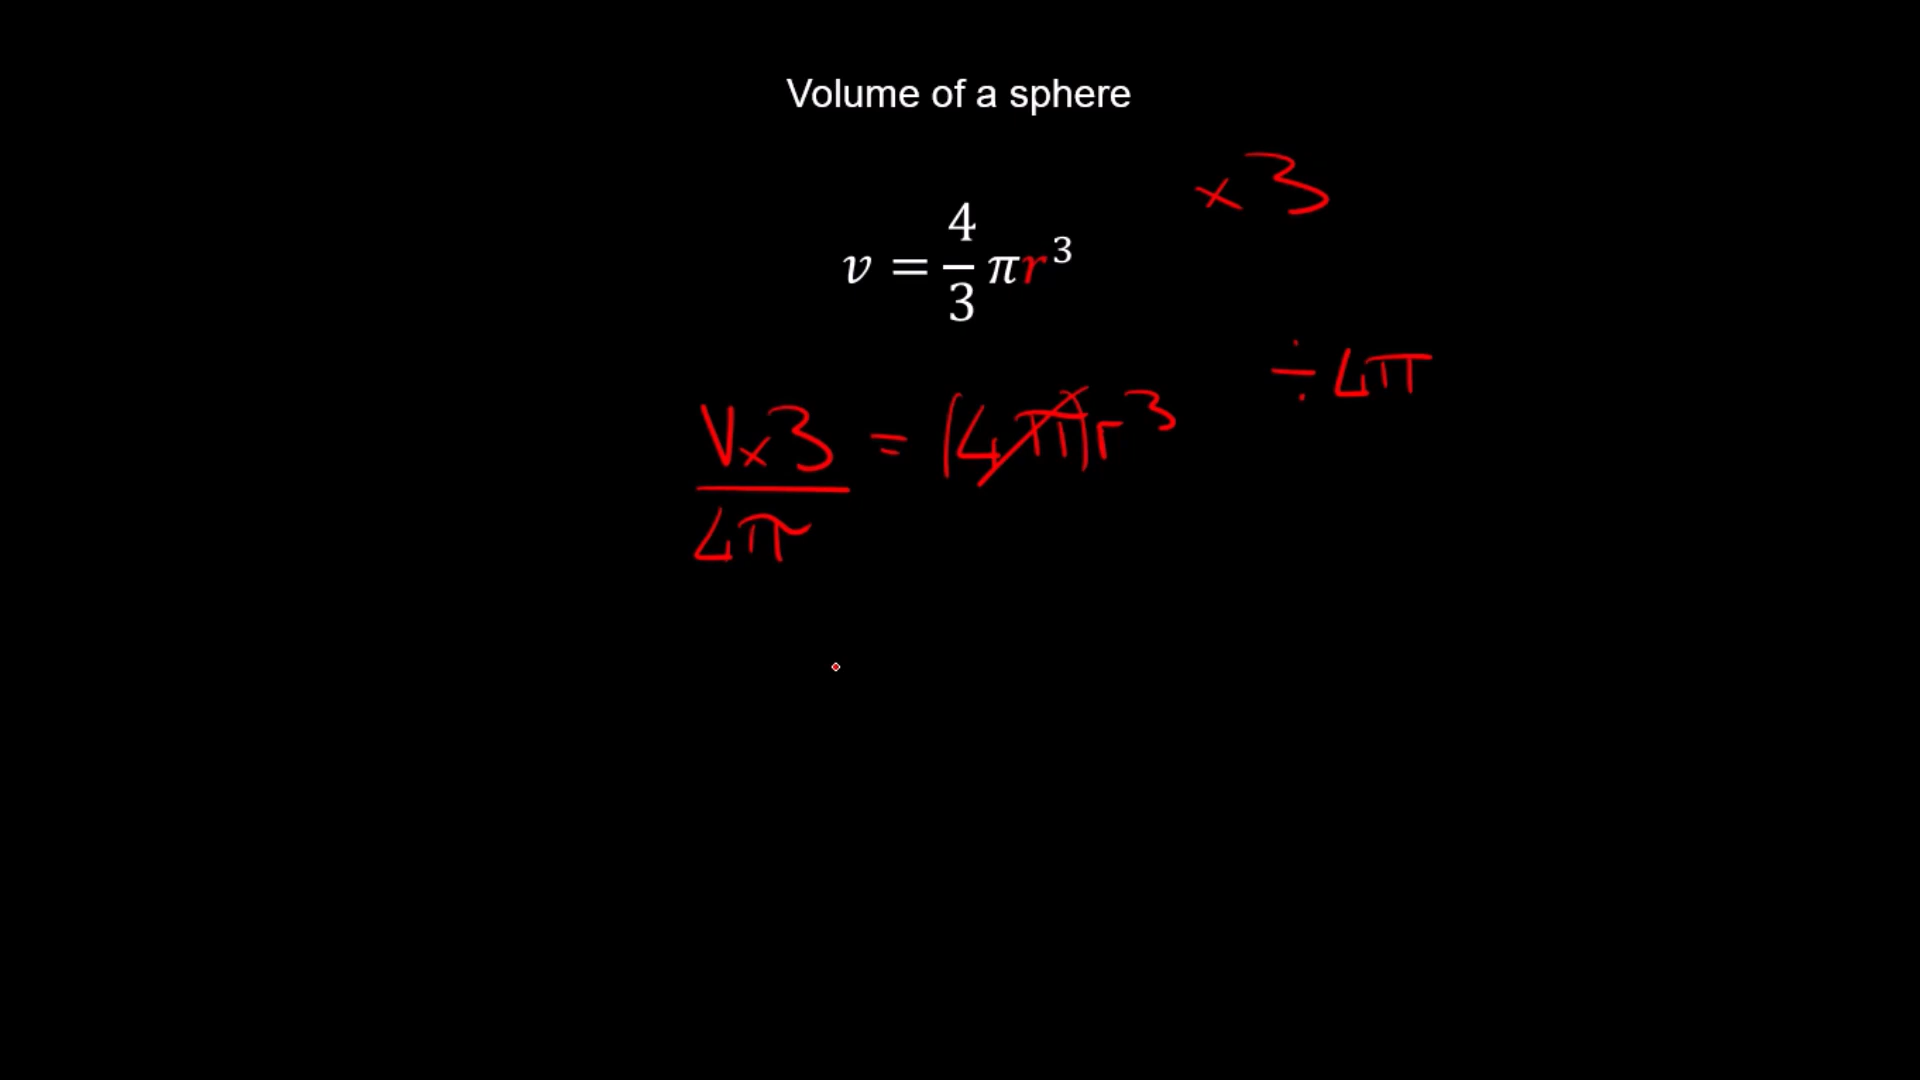 Volume of a sphere
×3
v = 4/3 πr³
÷4π
V×3 = (4π)r³
4π